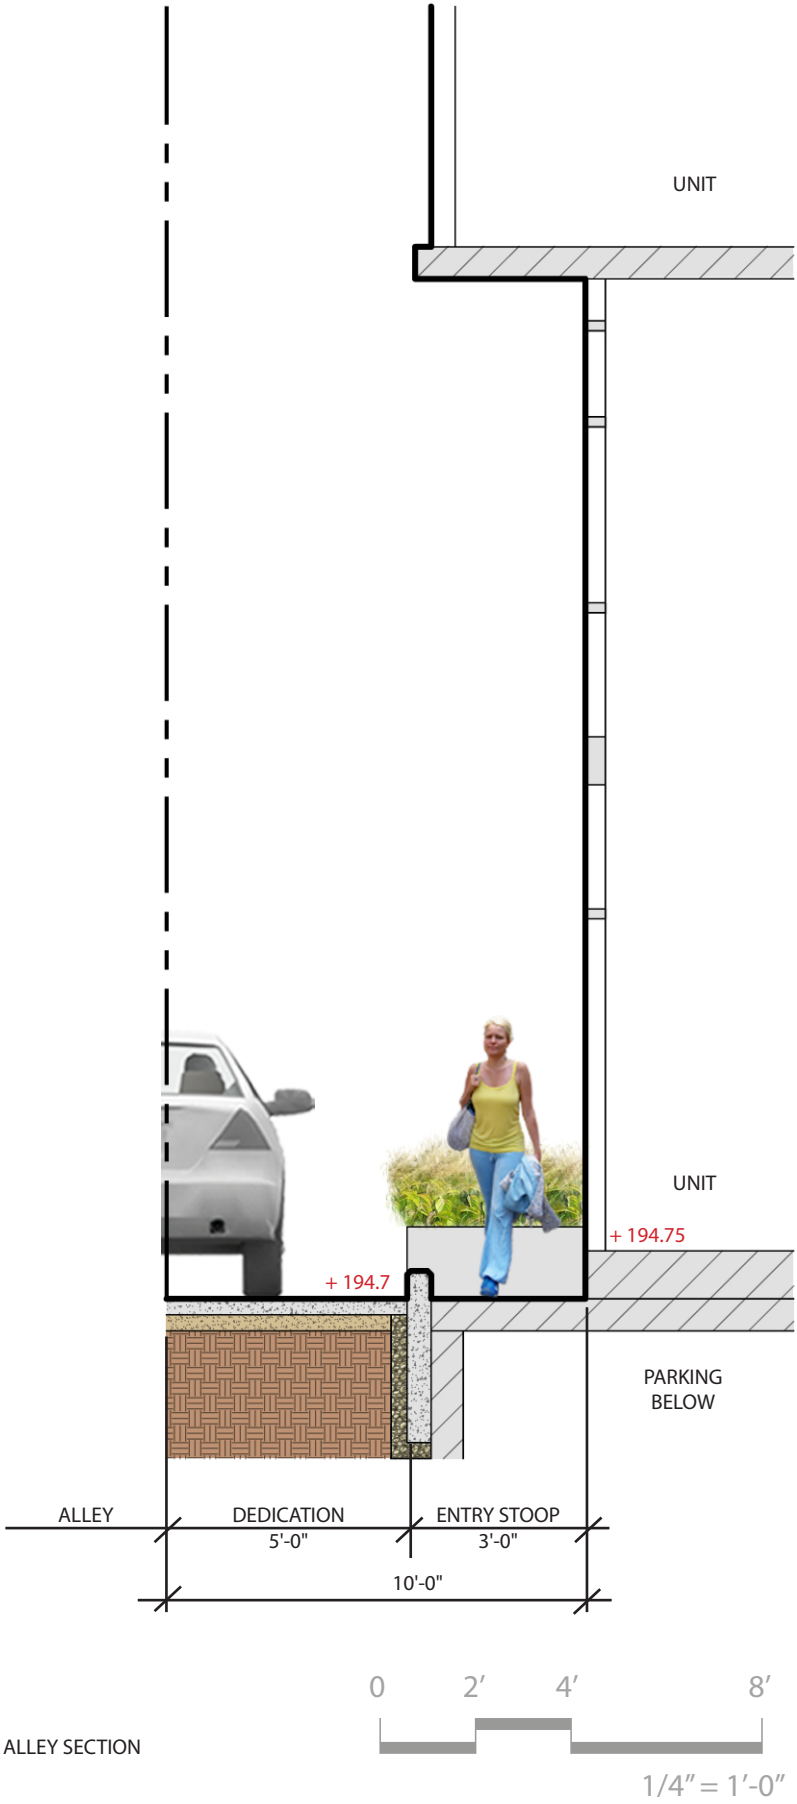 UNIT
UNIT
+ 194.75
+ 194.7
PARKING
BELOW
ALLEY
DEDICATION
ENTRY STOOP
5'-0"
3'-0"
10'-0"
0 2’ 4’ 8’
ALLEY SECTION
1/4” = 1’-0”